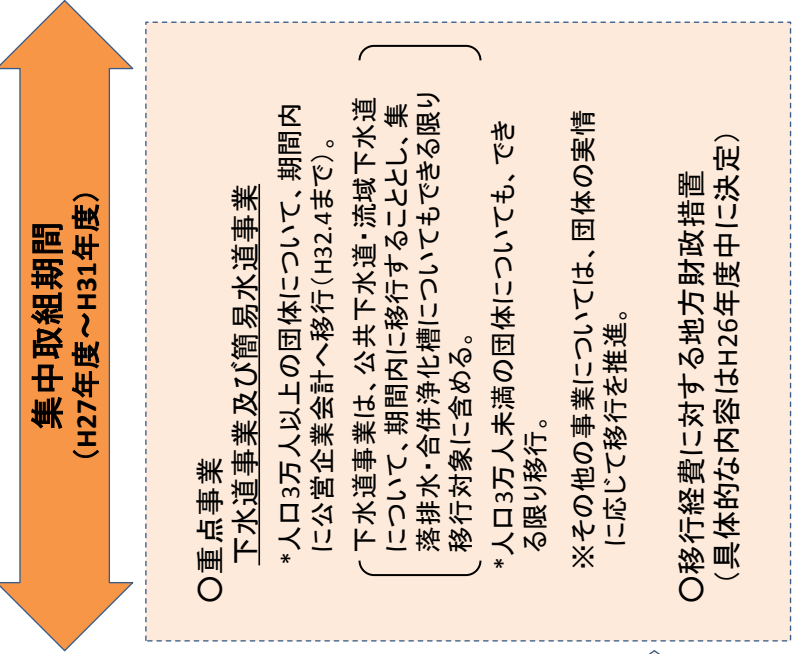 集中取組期間
（H27年度～H31年度）
○重点事業
下水道事業及び簡易水道事業
*人口3万人以上の団体について、期間内
に公営企業会計へ移行（H32.4まで）。
下水道事業は、公共下水道・流域下水道
について、期間内に移行することとし、集
落排水・合併浄化槽についてもできる限り
移行対象に含める。
*人口3万人未満の団体についても、でき
る限り移行。
※その他の事業については、団体の実情
に応じて移行を推進。
○移行経費に対する地方財政措置
（具体的な内容はH26年度中に決定）